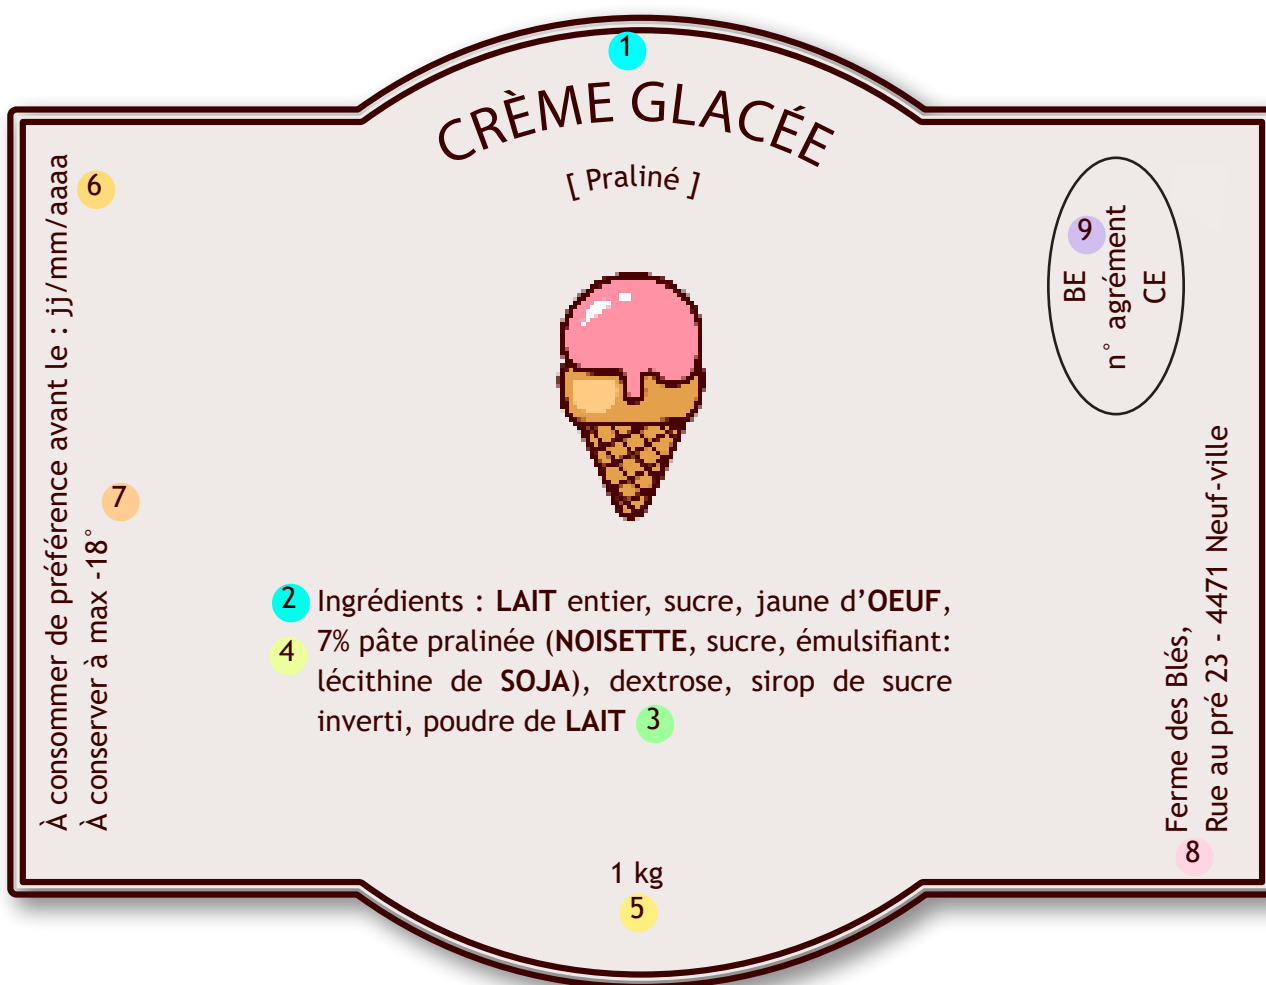 1
CRÈME GLACÉE
[ Praliné ]
6
À consommer de préférence avant le : jj/mm/aaaa
7
À conserver à max -18°
9
BE
n° agrément
CE
2 Ingrédients : LAIT entier, sucre, jaune d'OEUF,
4 7% pâte pralinée (NOISETTE, sucre, émulsifiant:
lécithine de SOJA), dextrose, sirop de sucre
inverti, poudre de LAIT 3
Ferme des Blés,
Rue au pré 23 - 4471 Neuf-ville
8
1 kg
5